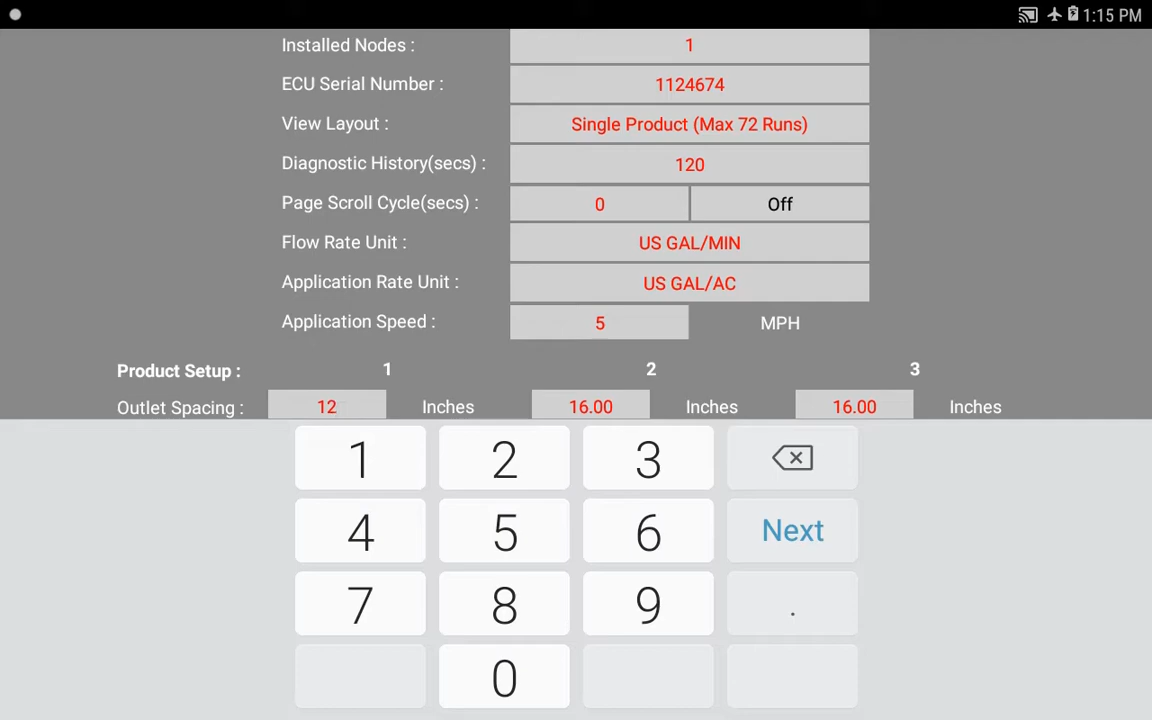 1:15 PM
Installed Nodes : 1
ECU Serial Number : 1124674
View Layout : Single Product (Max 72 Runs)
Diagnostic History(secs) : 120
Page Scroll Cycle(secs) : 0 Off
Flow Rate Unit : US GAL/MIN
Application Rate Unit : US GAL/AC
Application Speed : 5 MPH
Product Setup : 1 2 3
Outlet Spacing : 12 Inches 16.00 Inches 16.00 Inches
1 2 3
4 5 6 Next
7 8 9 .
0